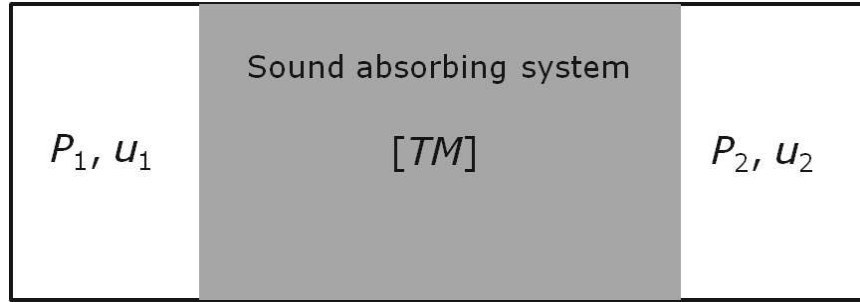 Sound absorbing system
P₁, u₁
[TM]
P₂, u₂